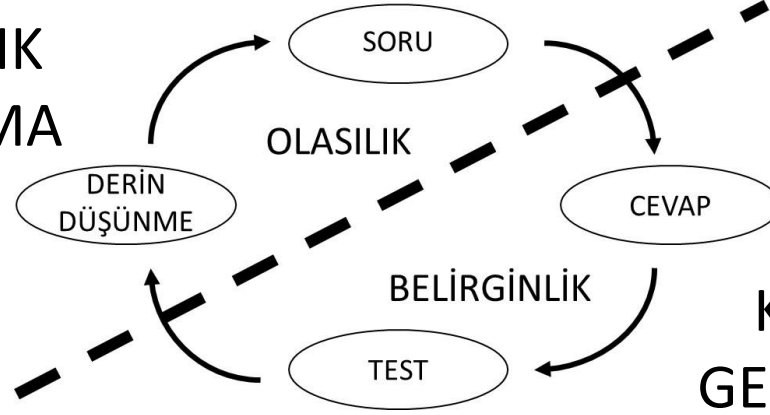 SORU
OLASILIK
DERİN
DÜŞÜNME
CEVAP
BELİRGİNLİK
TEST